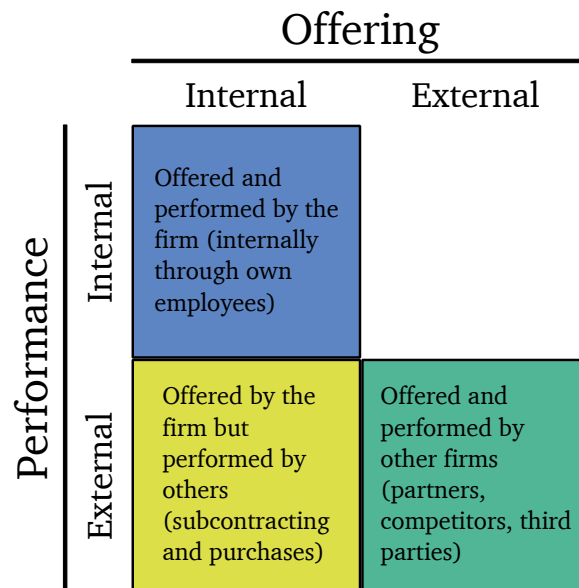 Offering
Internal
External
Performance
Internal
Offered and
performed by the
firm (internally
through own
employees)
External
Offered by the
firm but
performed by
others
(subcontracting
and purchases)
Offered and
performed by
other firms
(partners,
competitors, third
parties)